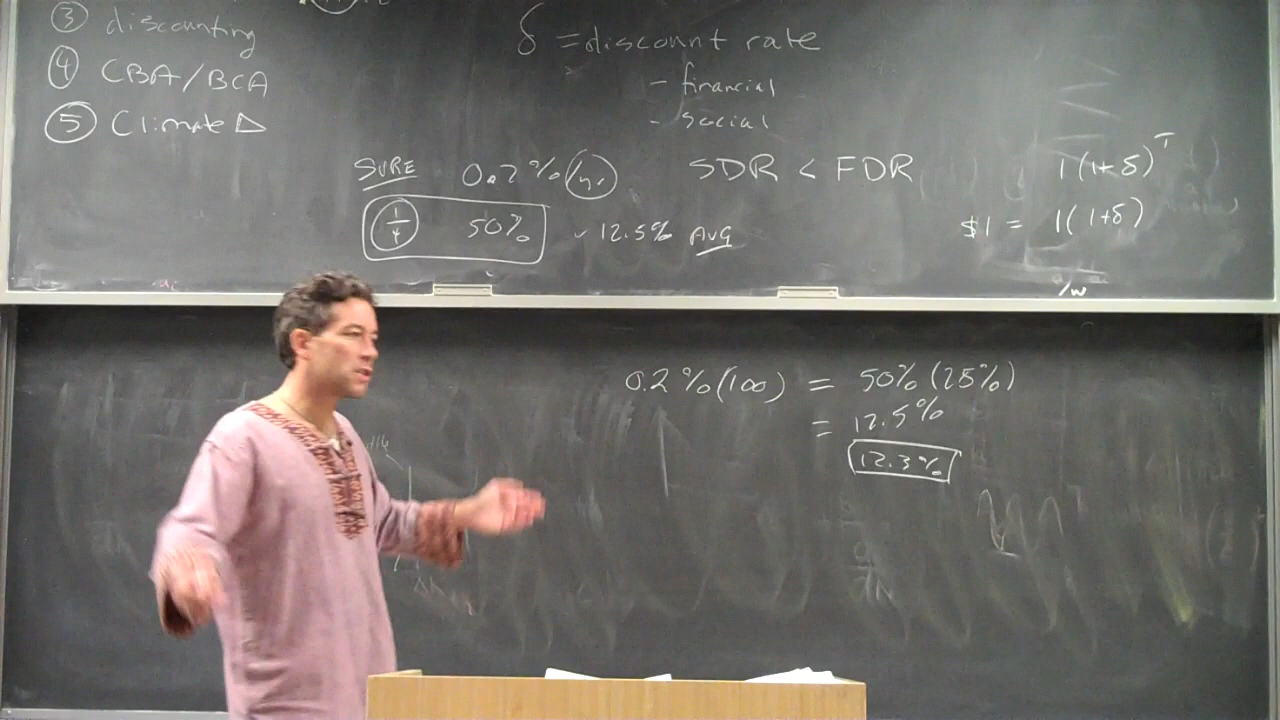 ③ discounting
④ CBA/BCA
⑤ Climate Δ
δ = discount rate
- financial
- social
SURE 0.2%/yr
1/4 50% 12.5% AVG
SDR < FDR
1(1+δ)^T
$1 = 1(1+δ)
/w
0.2%(100) = 50%(25%)
= 12.5%
12.3%